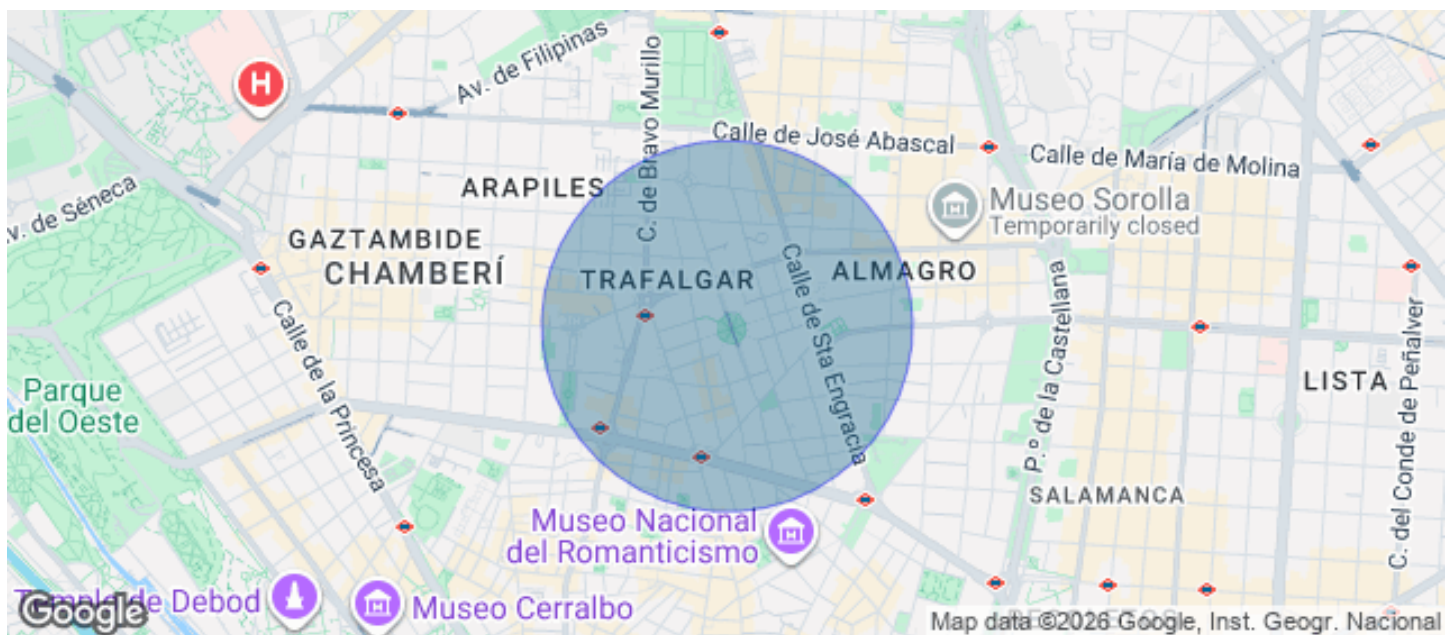 Av. de Filipinas
H
C. de Bravo Murillo
Calle de José Abascal
Calle de María de Molina
ARAPILES
Museo Sorolla
Temporarily closed
Av. de Séneca
GAZTAMBIDE
CHAMBERÍ
TRAFALGAR
ALMAGRO
Calle de Sta Engracia
Calle de la Princesa
P.º de la Castellana
C. del Conde de Peñalver
Parque
del Oeste
LISTA
SALAMANCA
Museo Nacional
del Romanticismo
Temple de Debod
Museo Cerralbo
Google
Map data ©2026 Google, Inst. Geogr. Nacional